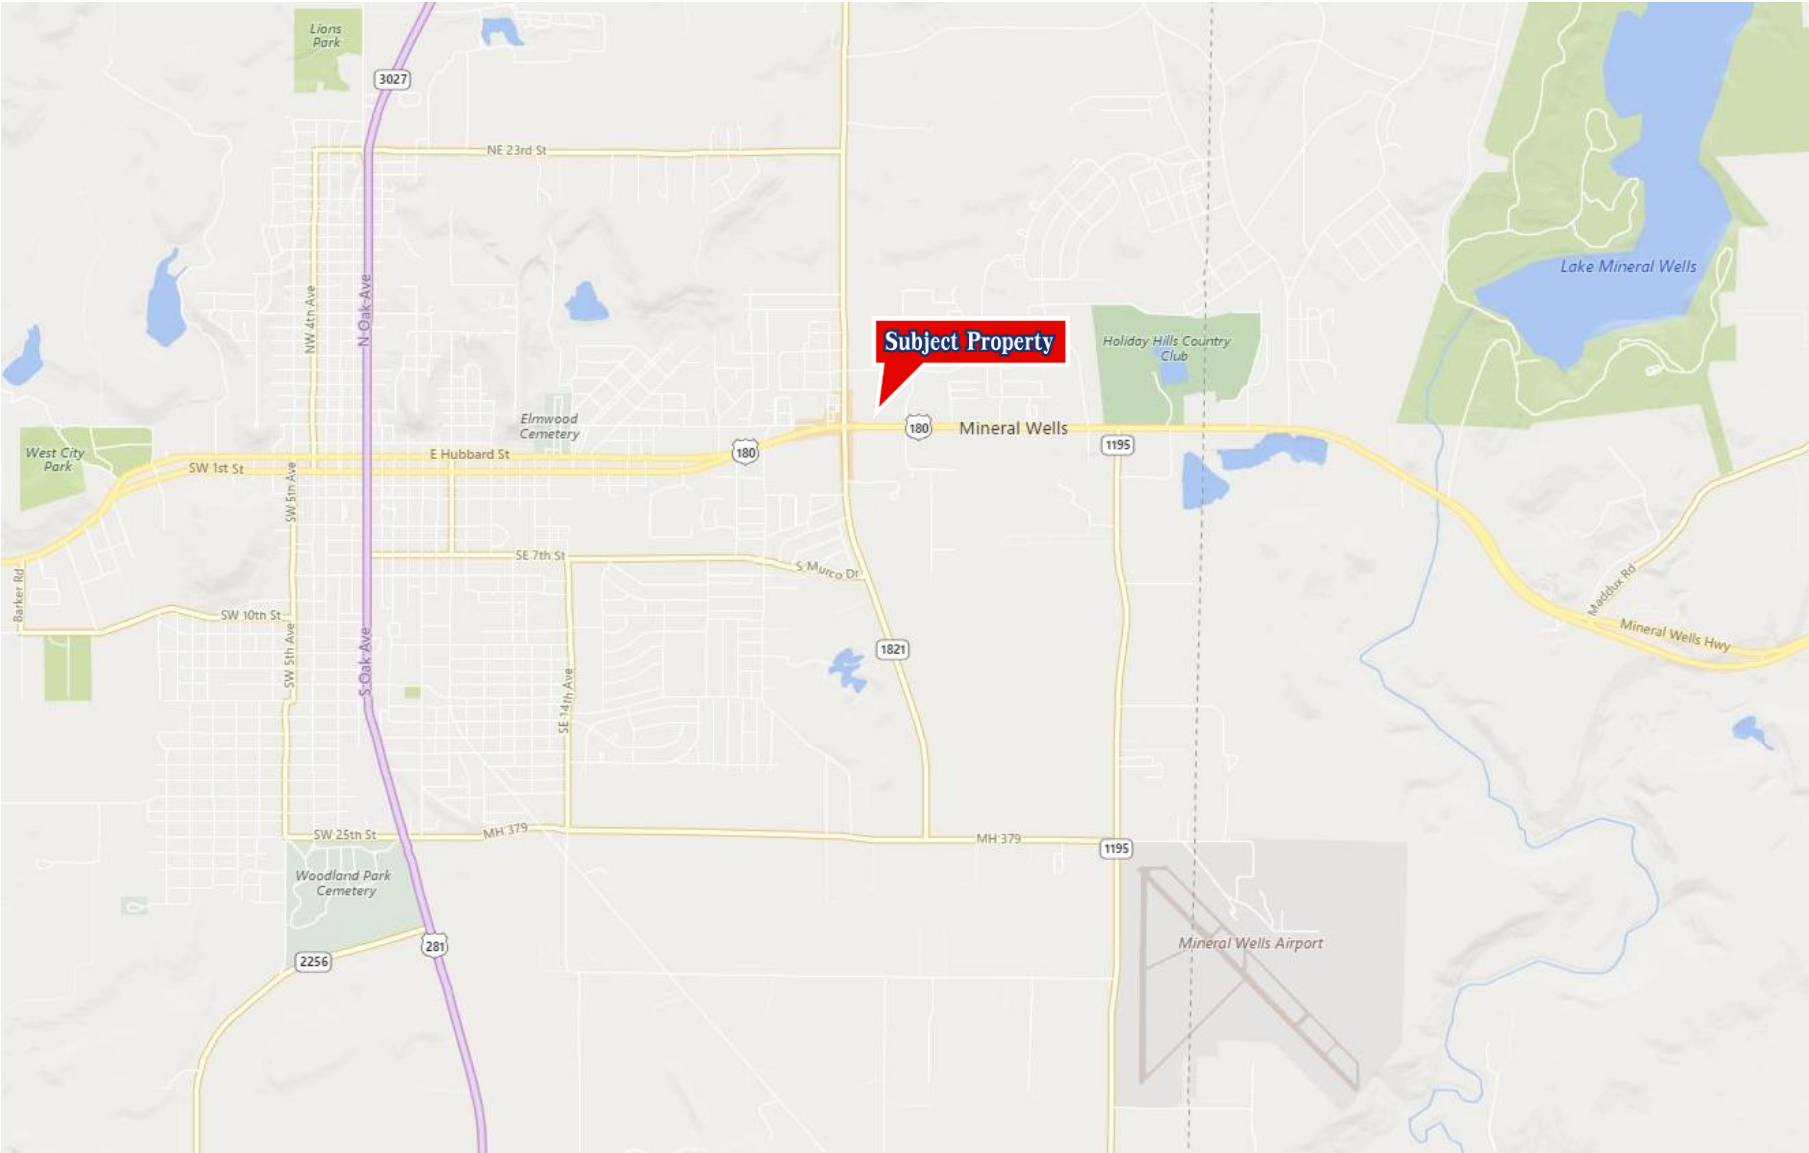 Lions
Park
3027
NE 23rd St
Lake Mineral Wells
NW 4th Ave
N Oak Ave
Subject Property
Holiday Hills Country
Club
Elmwood
Cemetery
180
Mineral Wells
1195
West City
Park
E Hubbard St
180
SW 1st St
SW 5th Ave
SE 7th St
S Murco Dr
Barker Rd
Maddux Rd
SW 10th St
Mineral Wells Hwy
SW 5th Ave
S Oak Ave
1821
SE 14th Ave
SW 25th St
MH 379
MH 379
1195
Woodland Park
Cemetery
281
Mineral Wells Airport
2256